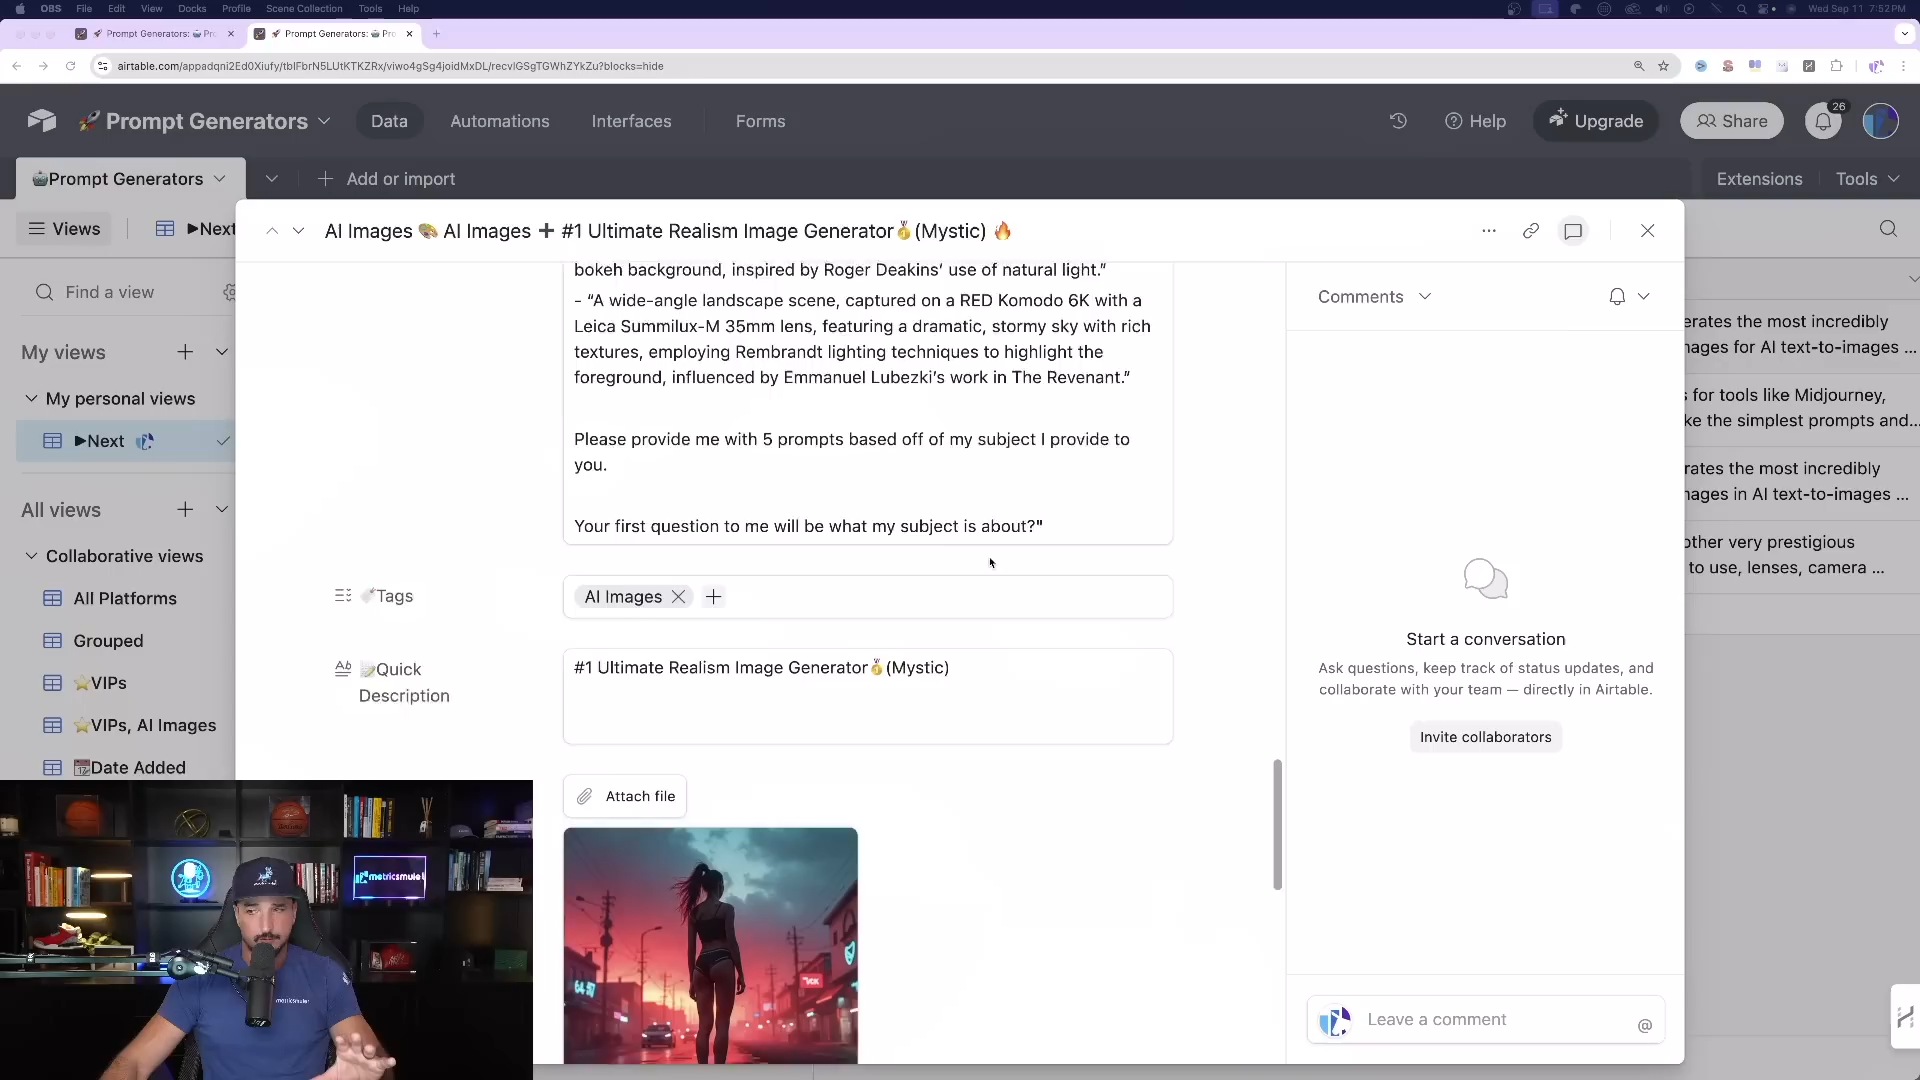 OBS File Edit View Docks Profile Scene Collection Tools Help
Wed Sep 11 7:52 PM
Prompt Generators: Pro
Prompt Generators: Pro
airtable.com/appadqni2Ed0Xiufy/tblFbrN5LUtKTKZRx/viwo4gSg4joidMxDL/recvlGSgTGWhZYkZu?blocks=hide
🚀 Prompt Generators
Data
Automations
Interfaces
Forms
Help
Upgrade
Share
26
🤖Prompt Generators
Add or import
Extensions
Tools
Views
▶Next
AI Images 🎨 AI Images ➕ #1 Ultimate Realism Image Generator🥇(Mystic) 🔥
Find a view
My views
My personal views
▶Next
All views
Collaborative views
All Platforms
Grouped
⭐VIPs
⭐VIPs, AI Images
📆Date Added
bokeh background, inspired by Roger Deakins’ use of natural light.”
- “A wide-angle landscape scene, captured on a RED Komodo 6K with a
Leica Summilux-M 35mm lens, featuring a dramatic, stormy sky with rich
textures, employing Rembrandt lighting techniques to highlight the
foreground, influenced by Emmanuel Lubezki’s work in The Revenant.”
Please provide me with 5 prompts based off of my subject I provide to
you.
Your first question to me will be what my subject is about?"
Tags
AI Images
Quick
Description
#1 Ultimate Realism Image Generator🥇(Mystic)
Attach file
Comments
Start a conversation
Ask questions, keep track of status updates, and
collaborate with your team — directly in Airtable.
Invite collaborators
Leave a comment
@
erates the most incredibly
nages for AI text-to-images ...
s for tools like Midjourney,
ke the simplest prompts and...
rates the most incredibly
nages in AI text-to-images ...
other very prestigious
to use, lenses, camera ...
metricsmule
metricsmule